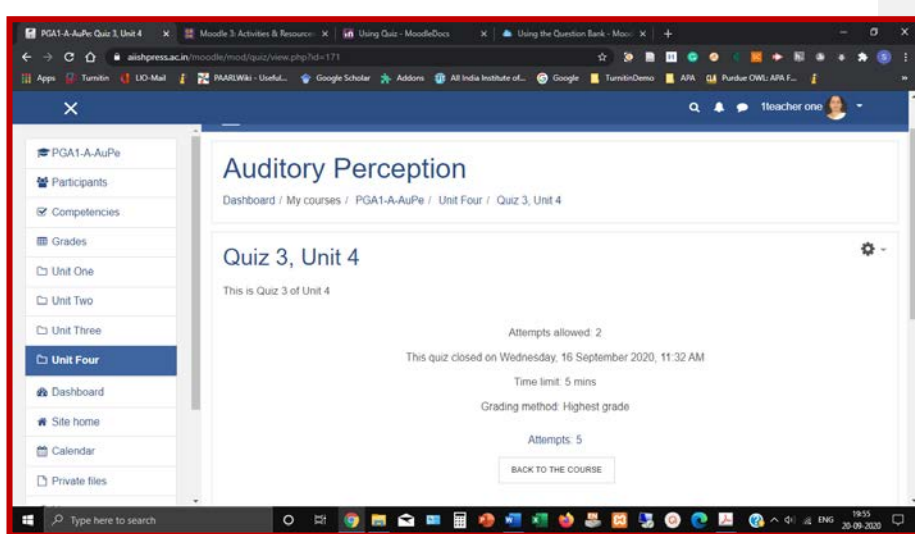 PGA1-A-AuPe: Quiz 3, Unit 4
Moodle 3: Activities & Resources
Using Quiz - MoodleDocs
Using the Question Bank - Mood
aiishpress.ac.in/moodle/mod/quiz/view.php?id=171
Apps Turnitin LIO-Mail PAARLWiki - Useful... Google Scholar Addons All India Institute of... Google TurnitinDemo APA Purdue OWL: APA F...
1teacher one
PGA1-A-AuPe
Participants
Competencies
Grades
Unit One
Unit Two
Unit Three
Unit Four
Dashboard
Site home
Calendar
Private files
Auditory Perception
Dashboard / My courses / PGA1-A-AuPe / Unit Four / Quiz 3, Unit 4
Quiz 3, Unit 4
This is Quiz 3 of Unit 4
Attempts allowed: 2
This quiz closed on Wednesday, 16 September 2020, 11:32 AM
Time limit: 5 mins
Grading method: Highest grade
Attempts: 5
BACK TO THE COURSE
Type here to search
ENG
19:55
20-09-2020